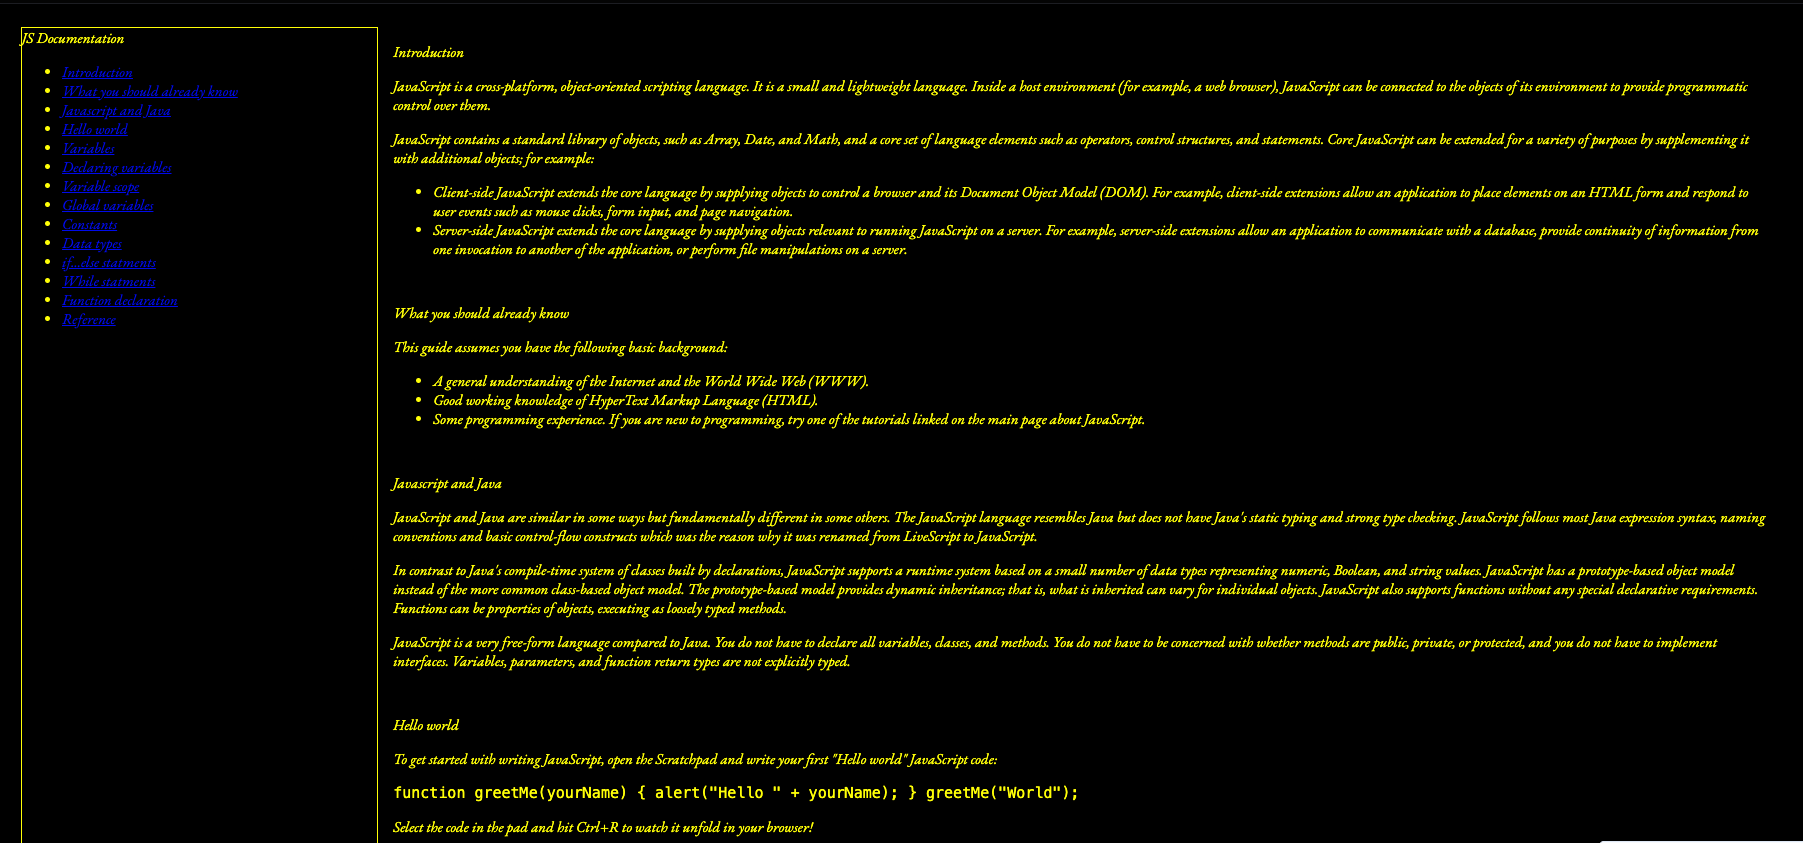 JS Documentation
Introduction
What you should already know
Javascript and Java
Hello world
Variables
Declaring variables
Variable scope
Global variables
Constants
Data types
if...else statments
While statments
Function declaration
Reference
Introduction
JavaScript is a cross-platform, object-oriented scripting language. It is a small and lightweight language. Inside a host environment (for example, a web browser), JavaScript can be connected to the objects of its environment to provide programmatic
control over them.
JavaScript contains a standard library of objects, such as Array, Date, and Math, and a core set of language elements such as operators, control structures, and statements. Core JavaScript can be extended for a variety of purposes by supplementing it
with additional objects; for example:
Client-side JavaScript extends the core language by supplying objects to control a browser and its Document Object Model (DOM). For example, client-side extensions allow an application to place elements on an HTML form and respond to
user events such as mouse clicks, form input, and page navigation.
Server-side JavaScript extends the core language by supplying objects relevant to running JavaScript on a server. For example, server-side extensions allow an application to communicate with a database, provide continuity of information from
one invocation to another of the application, or perform file manipulations on a server.
What you should already know
This guide assumes you have the following basic background:
A general understanding of the Internet and the World Wide Web (WWW).
Good working knowledge of HyperText Markup Language (HTML).
Some programming experience. If you are new to programming, try one of the tutorials linked on the main page about JavaScript.
Javascript and Java
JavaScript and Java are similar in some ways but fundamentally different in some others. The JavaScript language resembles Java but does not have Java's static typing and strong type checking. JavaScript follows most Java expression syntax, naming
conventions and basic control-flow constructs which was the reason why it was renamed from LiveScript to JavaScript.
In contrast to Java's compile-time system of classes built by declarations, JavaScript supports a runtime system based on a small number of data types representing numeric, Boolean, and string values. JavaScript has a prototype-based object model
instead of the more common class-based object model. The prototype-based model provides dynamic inheritance; that is, what is inherited can vary for individual objects. JavaScript also supports functions without any special declarative requirements.
Functions can be properties of objects, executing as loosely typed methods.
JavaScript is a very free-form language compared to Java. You do not have to declare all variables, classes, and methods. You do not have to be concerned with whether methods are public, private, or protected, and you do not have to implement
interfaces. Variables, parameters, and function return types are not explicitly typed.
Hello world
To get started with writing JavaScript, open the Scratchpad and write your first "Hello world" JavaScript code:
function greetMe(yourName) { alert("Hello " + yourName); } greetMe("World");
Select the code in the pad and hit Ctrl+R to watch it unfold in your browser!